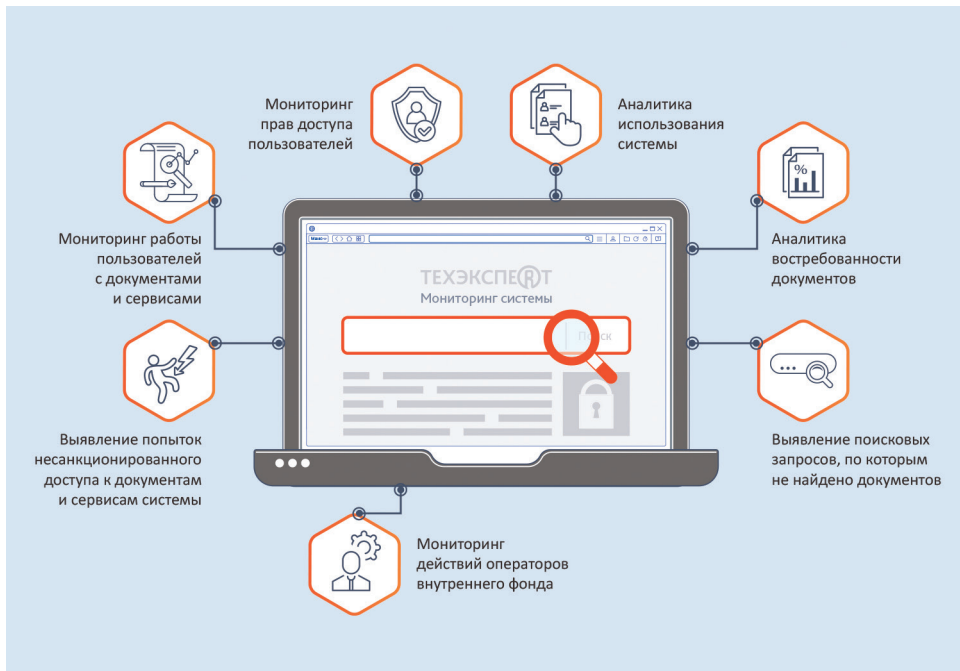 Мониторинг
прав доступа
пользователей
Аналитика
использования
системы
Мониторинг работы
пользователей
с документами
и сервисами
Аналитика
востребованности
документов
ТЕХЭКСПЕРТ
Мониторинг системы
Поиск
Выявление попыток
несанкционированного
доступа к документам
и сервисам системы
Выявление поисковых
запросов, по которым
не найдено документов
%
Мониторинг
действий операторов
внутреннего фонда